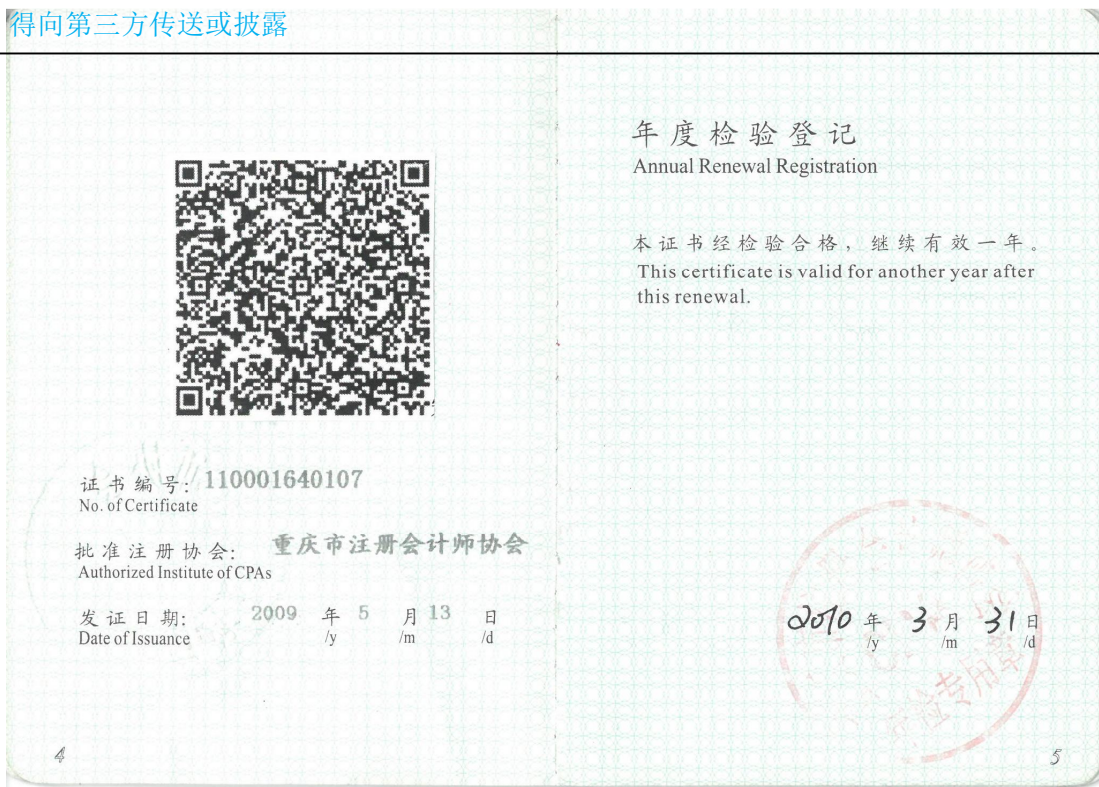 得向第三方传送或披露
证书编号: 110001640107
No. of Certificate
批准注册协会: 重庆市注册会计师协会
Authorized Institute of CPAs
发证日期: 2009 年 5 月 13 日
Date of Issuance /y /m /d
4
年度检验登记
Annual Renewal Registration
本证书经检验合格，继续有效一年。
This certificate is valid for another year after
this renewal.
2010 年 3 月 31 日
/y /m /d
检专用章
5